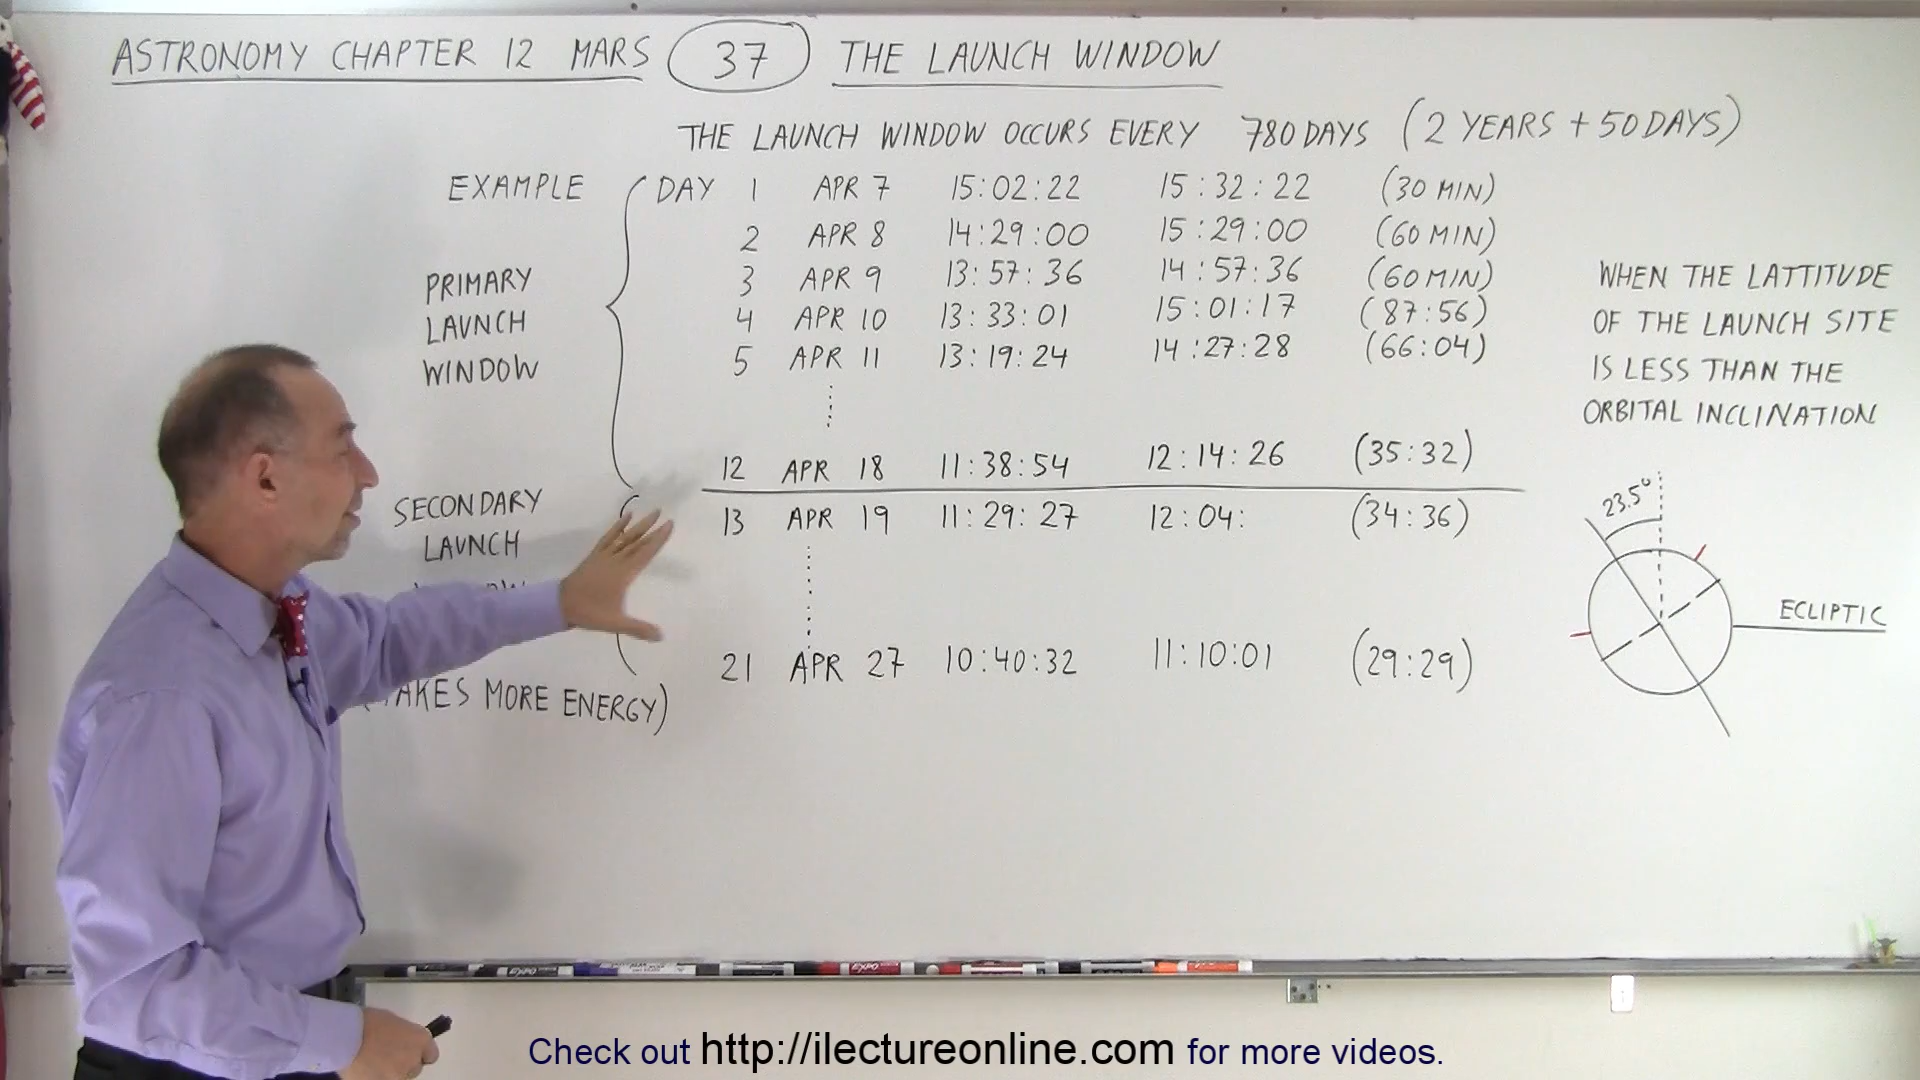 ASTRONOMY CHAPTER 12 MARS 37 THE LAUNCH WINDOW
THE LAUNCH WINDOW OCCURS EVERY 780 DAYS (2 YEARS + 50 DAYS)
EXAMPLE DAY 1 APR 7 15:02:22 15:32:22 (30 MIN)
2 APR 8 14:29:00 15:29:00 (60 MIN)
3 APR 9 13:57:36 14:57:36 (60 MIN)
4 APR 10 13:33:01 15:01:17 (87:56)
5 APR 11 13:19:24 14:27:28 (66:04)
12 APR 18 11:38:54 12:14:26 (35:32)
13 APR 19 11:29:27 12:04: (34:36)
21 APR 27 10:40:32 11:10:01 (29:29)
PRIMARY
LAUNCH
WINDOW
SECONDARY
LAUNCH
MORE ENERGY)
WHEN THE LATTITUDE
OF THE LAUNCH SITE
IS LESS THAN THE
ORBITAL INCLINATION
23.5°
ECLIPTIC
EXPO
EXPO
Check out http://ilectureonline.com for more videos.